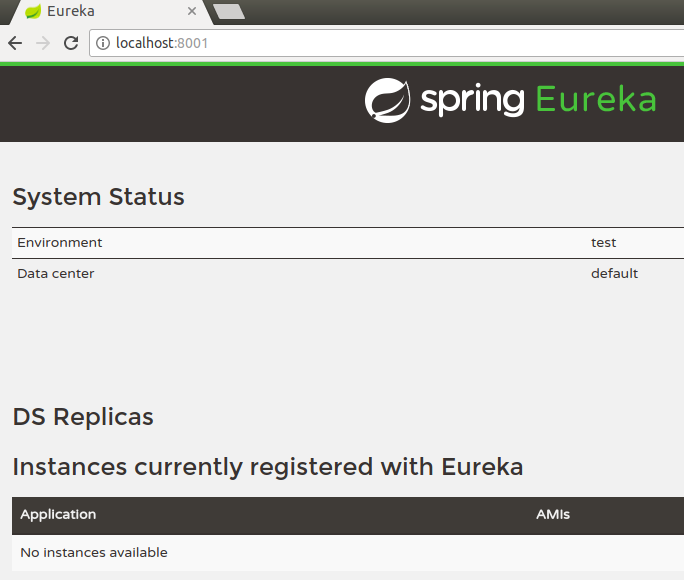 Eureka
localhost:8001
spring Eureka
System Status
Environment test
Data center default
DS Replicas
Instances currently registered with Eureka
Application AMIs
No instances available